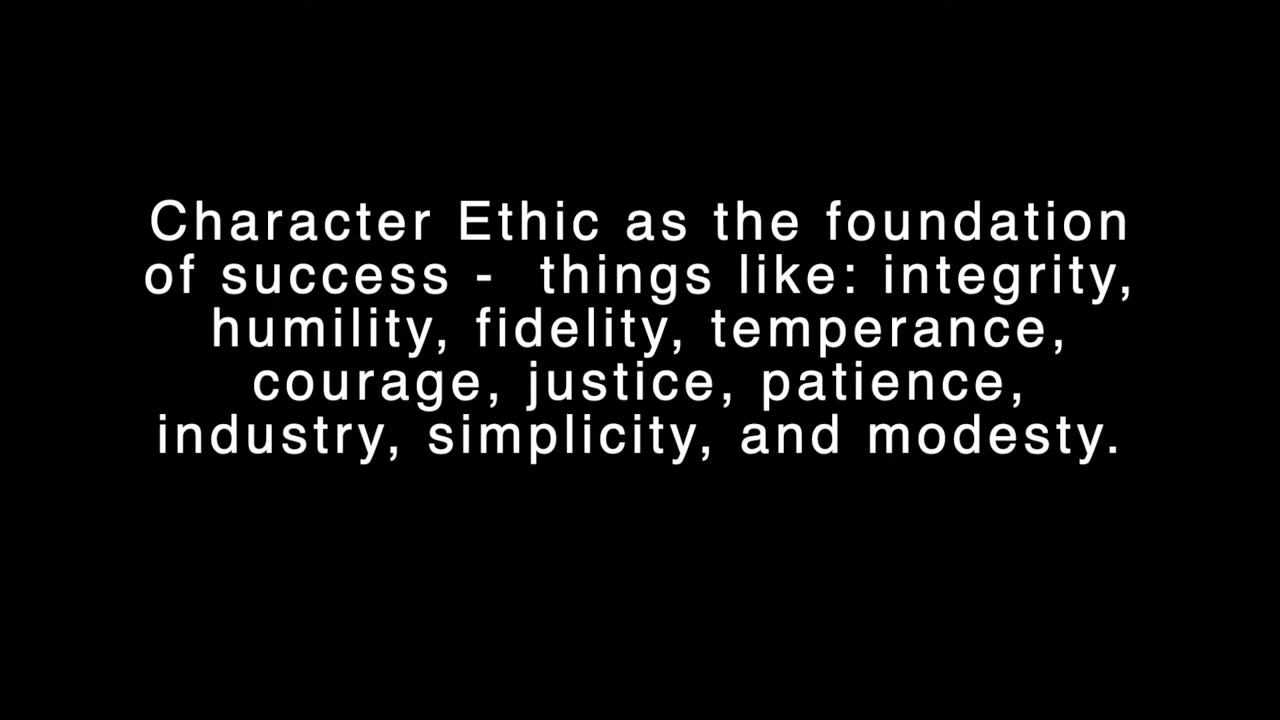 Character Ethic as the foundation
of success -  things like: integrity,
humility, fidelity, temperance,
courage, justice, patience,
industry, simplicity, and modesty.